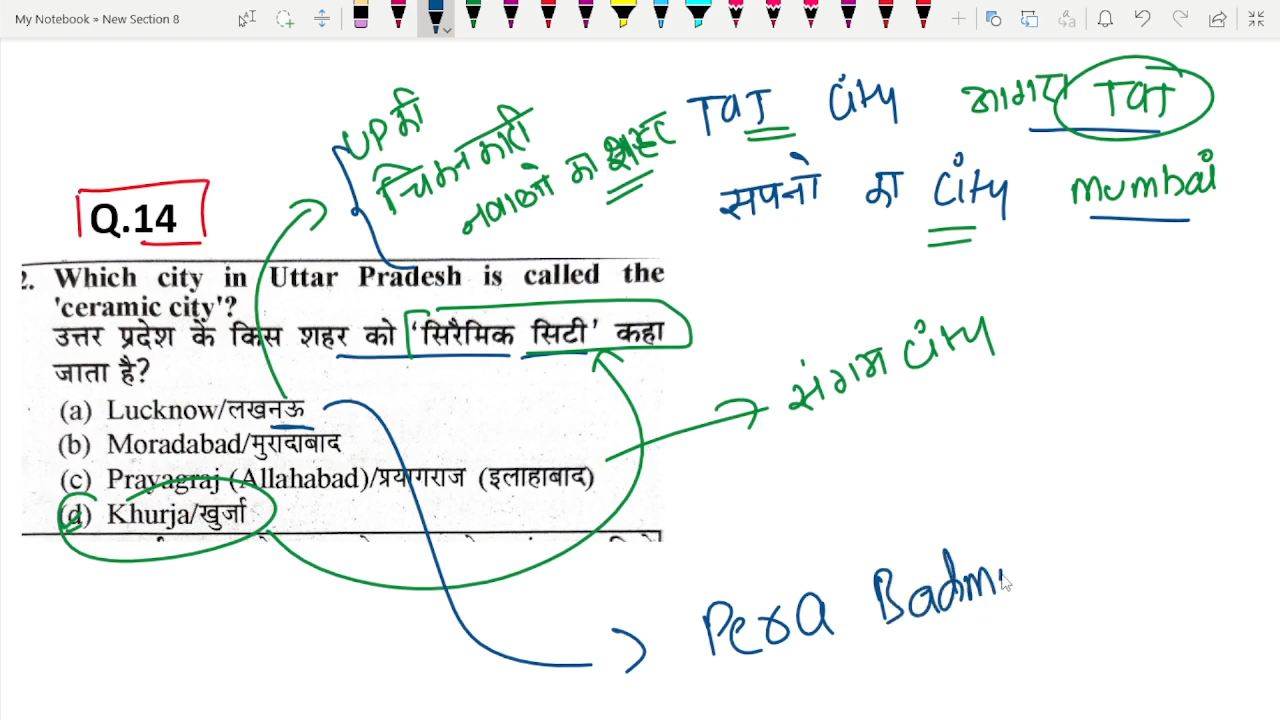 My Notebook » New Section 8
UP की
चिकनकारी
नवाबों का शहर
Taj City आगरा Taj
सपनो का City Mumbai
Q.14
2. Which city in Uttar Pradesh is called the
'ceramic city'?
उत्तर प्रदेश के किस शहर को 'सिरैमिक सिटी' कहा
जाता है?
(a) Lucknow/लखनऊ
(b) Moradabad/मुरादाबाद
(c) Prayagraj (Allahabad)/प्रयागराज (इलाहाबाद)
(d) Khurja/खुर्जा
संगम City
Pera Badm